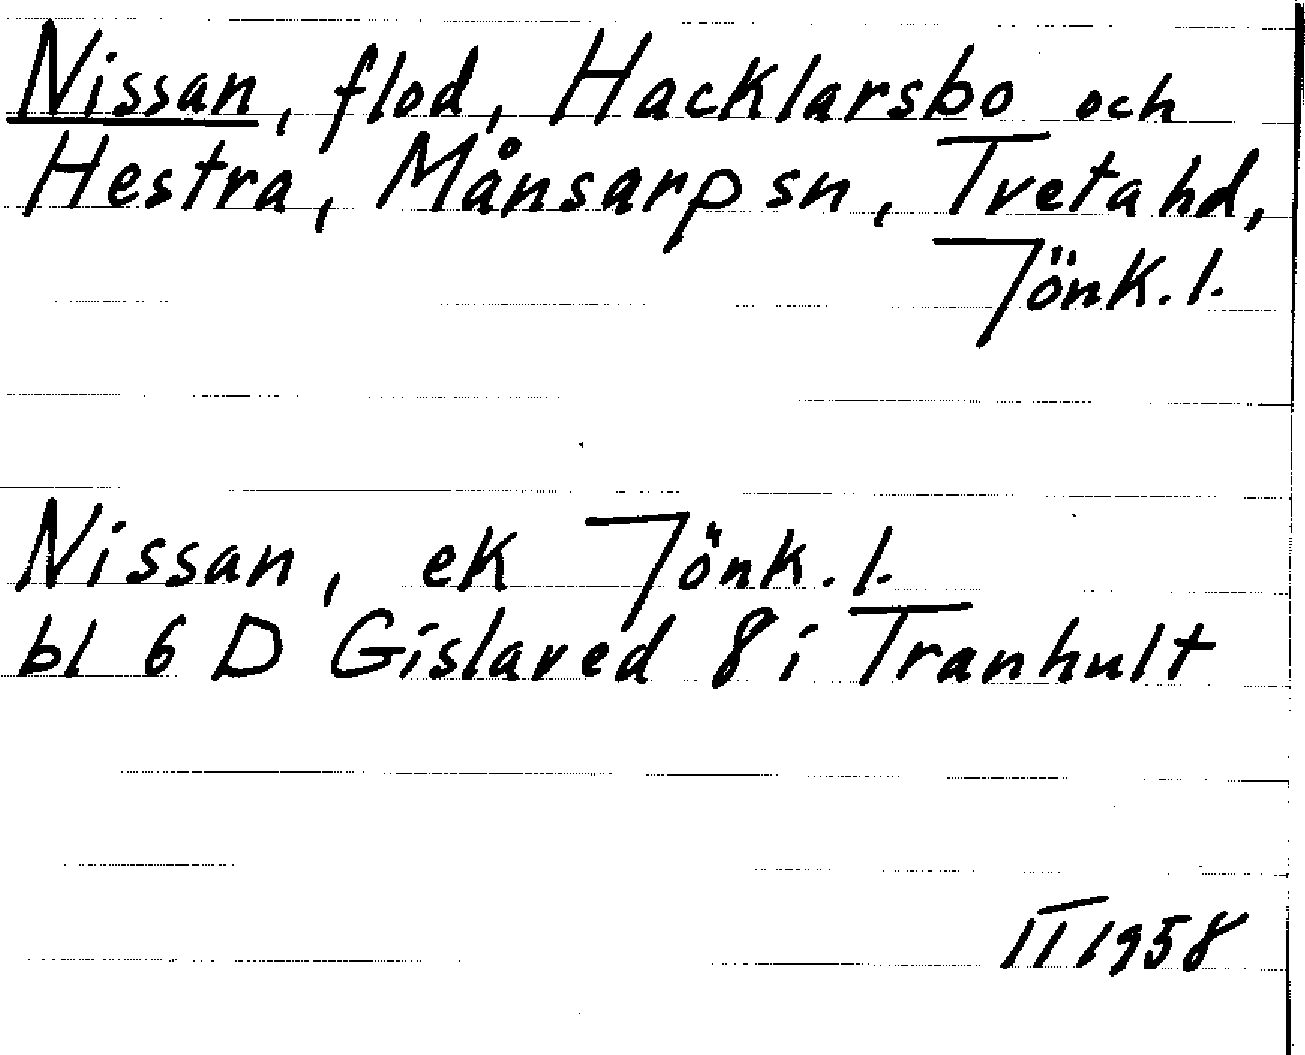 Nissan, flod, Hacklarsbo och
Hestra, Månsarp sn, Tveta hd,
Jönk. l.
Nissan, ek Jönk. l.
bl 6 D Gislaved 8 i Tranhult
II 1958